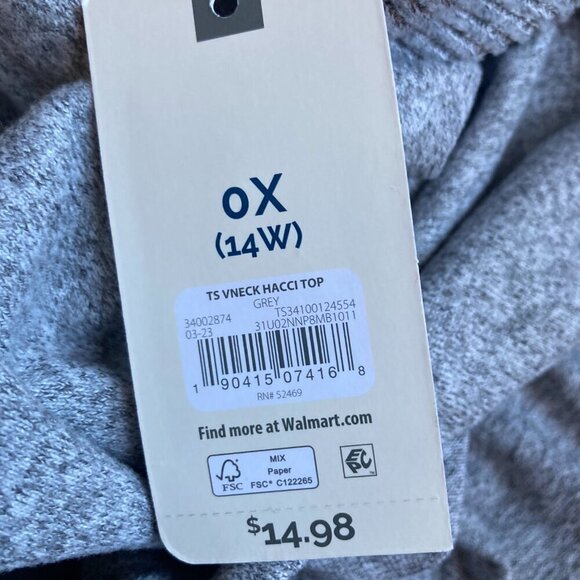 0X
(14W)
TS VNECK HACCI TOP
GREY
34002874 TS34100124554
03-23 31U02NNP8MB1011
1 90415 07416 8
RN# 52469
Find more at Walmart.com
FSC
MIX
Paper
FSC® C122265
EPC™
$14.98